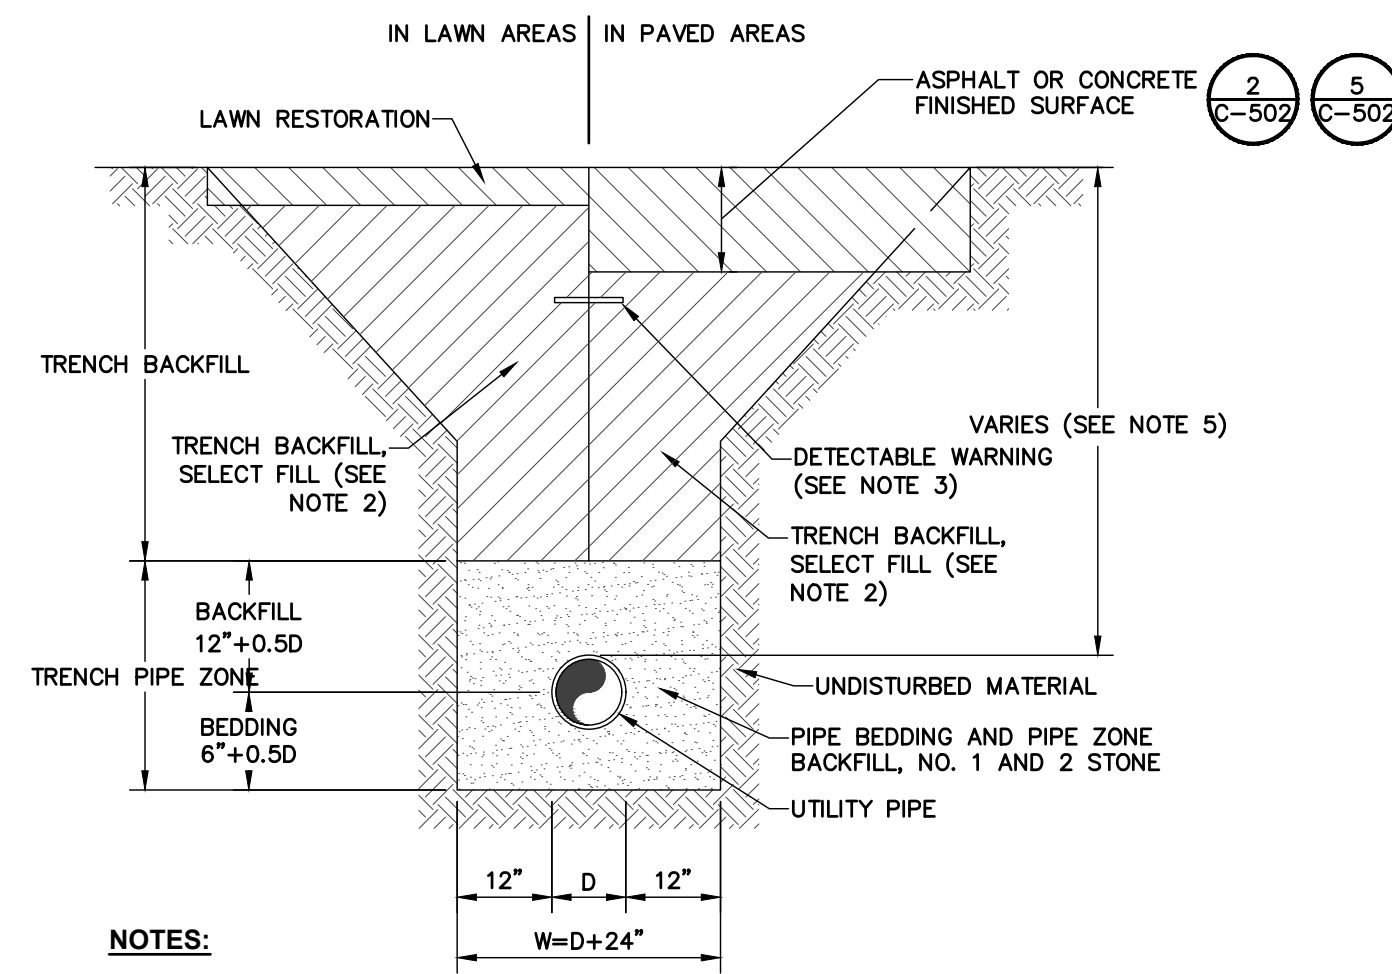 IN LAWN AREAS
IN PAVED AREAS
ASPHALT OR CONCRETE
FINISHED SURFACE
2
C-502
5
C-502
LAWN RESTORATION
TRENCH BACKFILL
TRENCH BACKFILL,
SELECT FILL (SEE
NOTE 2)
VARIES (SEE NOTE 5)
DETECTABLE WARNING
(SEE NOTE 3)
TRENCH BACKFILL,
SELECT FILL (SEE
NOTE 2)
BACKFILL
12"+0.5D
TRENCH PIPE ZONE
BEDDING
6"+0.5D
UNDISTURBED MATERIAL
PIPE BEDDING AND PIPE ZONE
BACKFILL, NO. 1 AND 2 STONE
UTILITY PIPE
12"
D
12"
W=D+24"
NOTES: